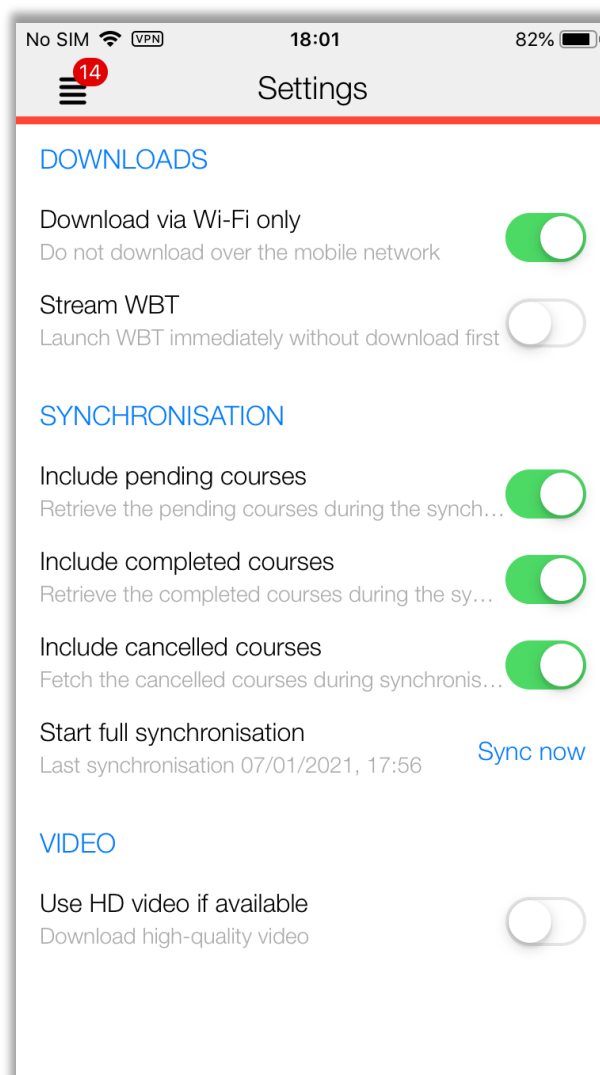 No SIM VPN 18:01 82%
14
Settings
DOWNLOADS
Download via Wi-Fi only
Do not download over the mobile network
Stream WBT
Launch WBT immediately without download first
SYNCHRONISATION
Include pending courses
Retrieve the pending courses during the synch...
Include completed courses
Retrieve the completed courses during the sy...
Include cancelled courses
Fetch the cancelled courses during synchronis...
Start full synchronisation
Sync now
Last synchronisation 07/01/2021, 17:56
VIDEO
Use HD video if available
Download high-quality video